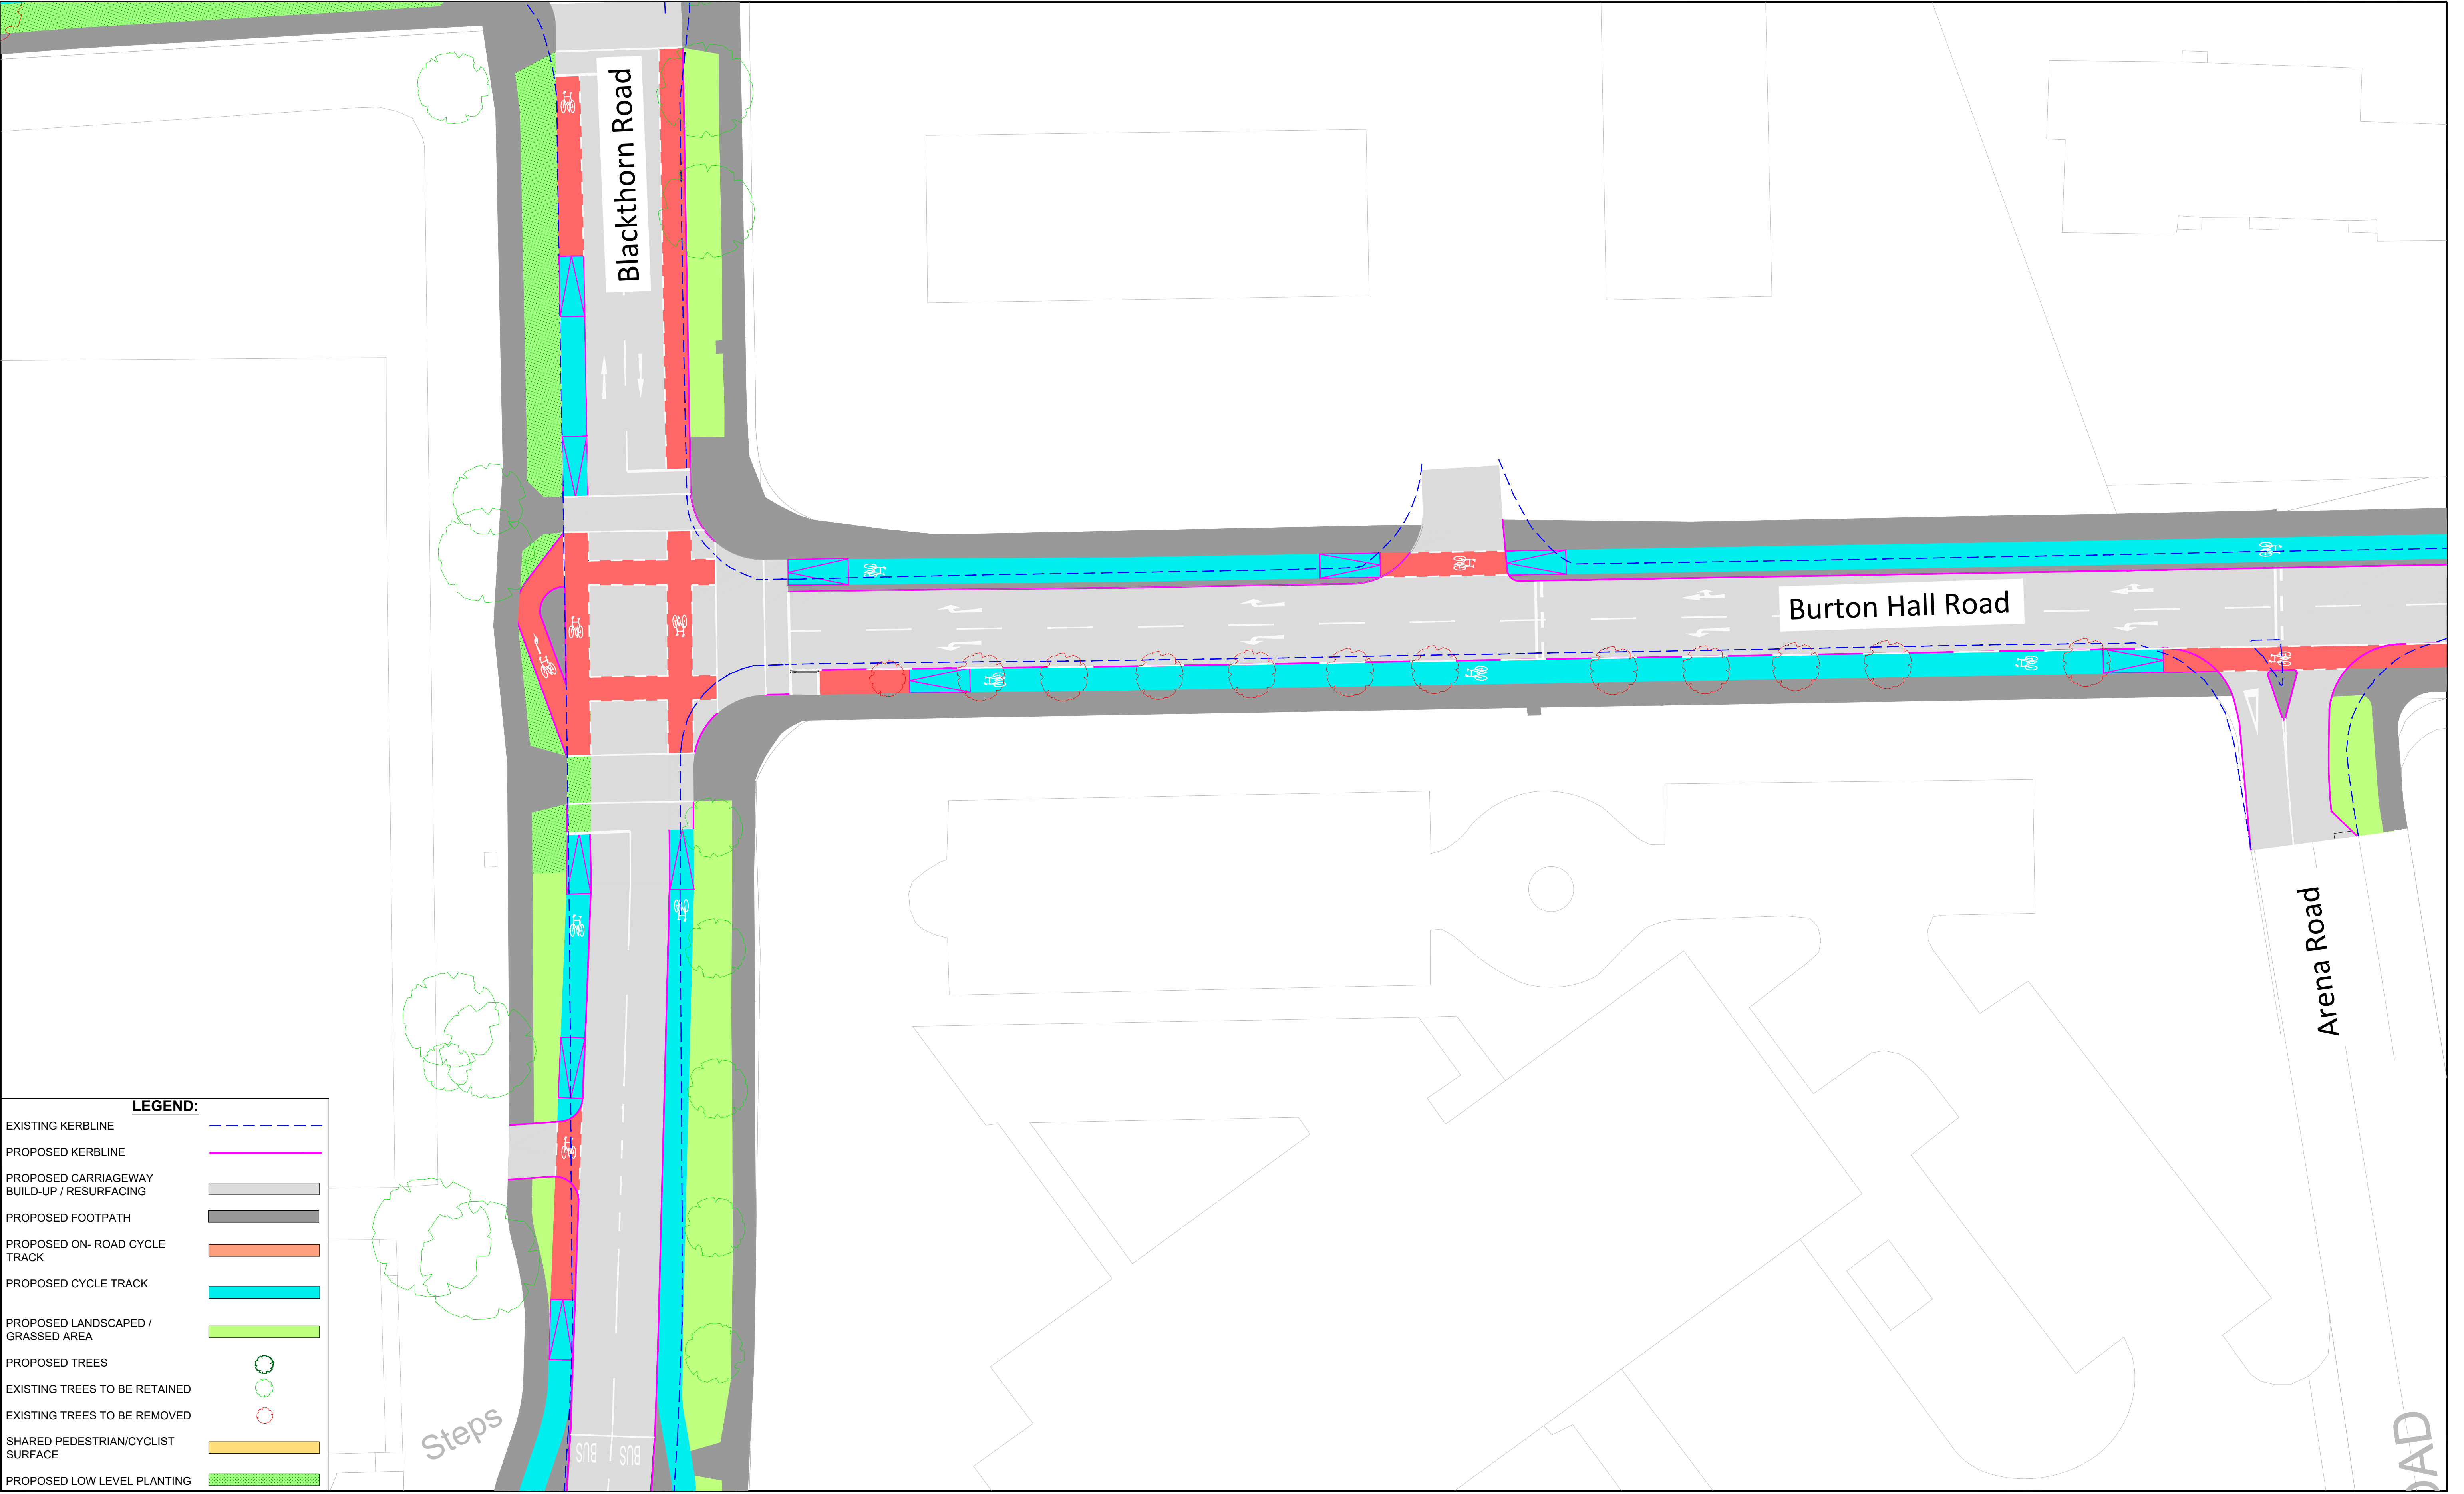 Blackthorn Road
Burton Hall Road
Arena Road
LEGEND:
EXISTING KERBLINE
PROPOSED KERBLINE
PROPOSED CARRIAGEWAY
BUILD-UP / RESURFACING
PROPOSED FOOTPATH
PROPOSED ON- ROAD CYCLE
TRACK
PROPOSED CYCLE TRACK
PROPOSED LANDSCAPED /
GRASSED AREA
PROPOSED TREES
EXISTING TREES TO BE RETAINED
EXISTING TREES TO BE REMOVED
SHARED PEDESTRIAN/CYCLIST
SURFACE
PROPOSED LOW LEVEL PLANTING
Steps
BUS
BUS
OAD